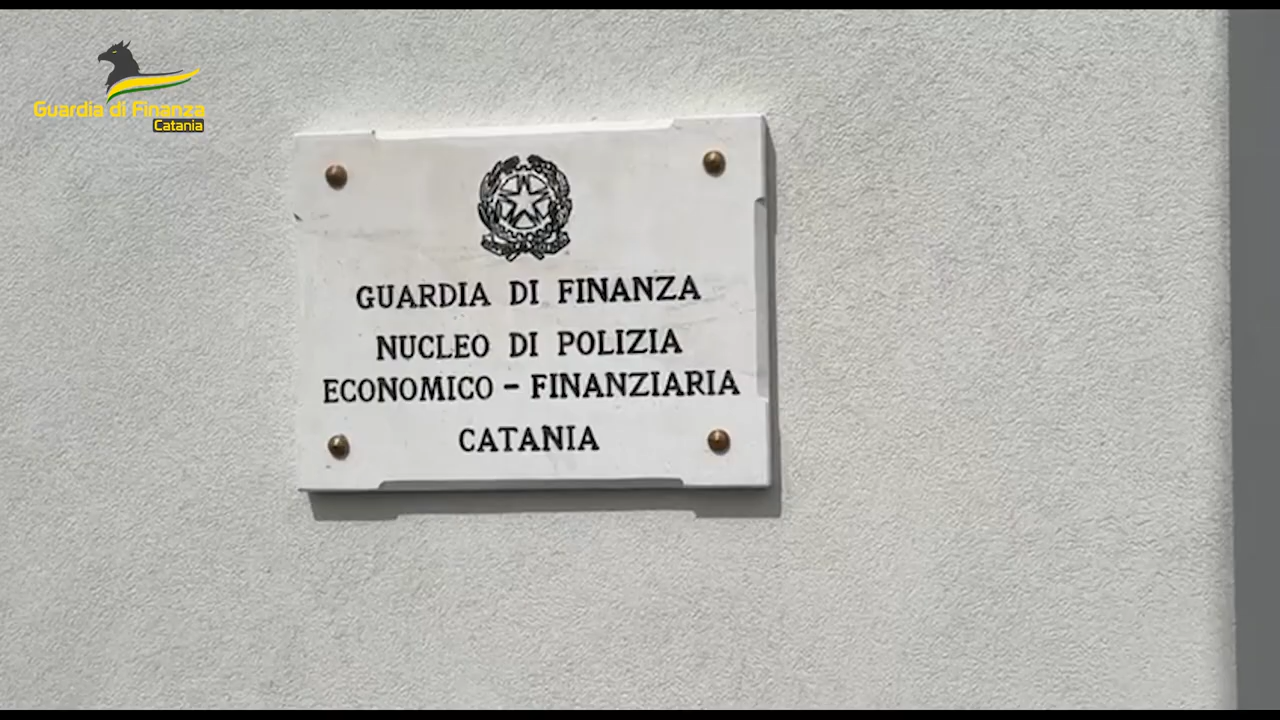 Guardia di Finanza
Catania
GUARDIA DI FINANZA
NUCLEO DI POLIZIA
ECONOMICO - FINANZIARIA
CATANIA